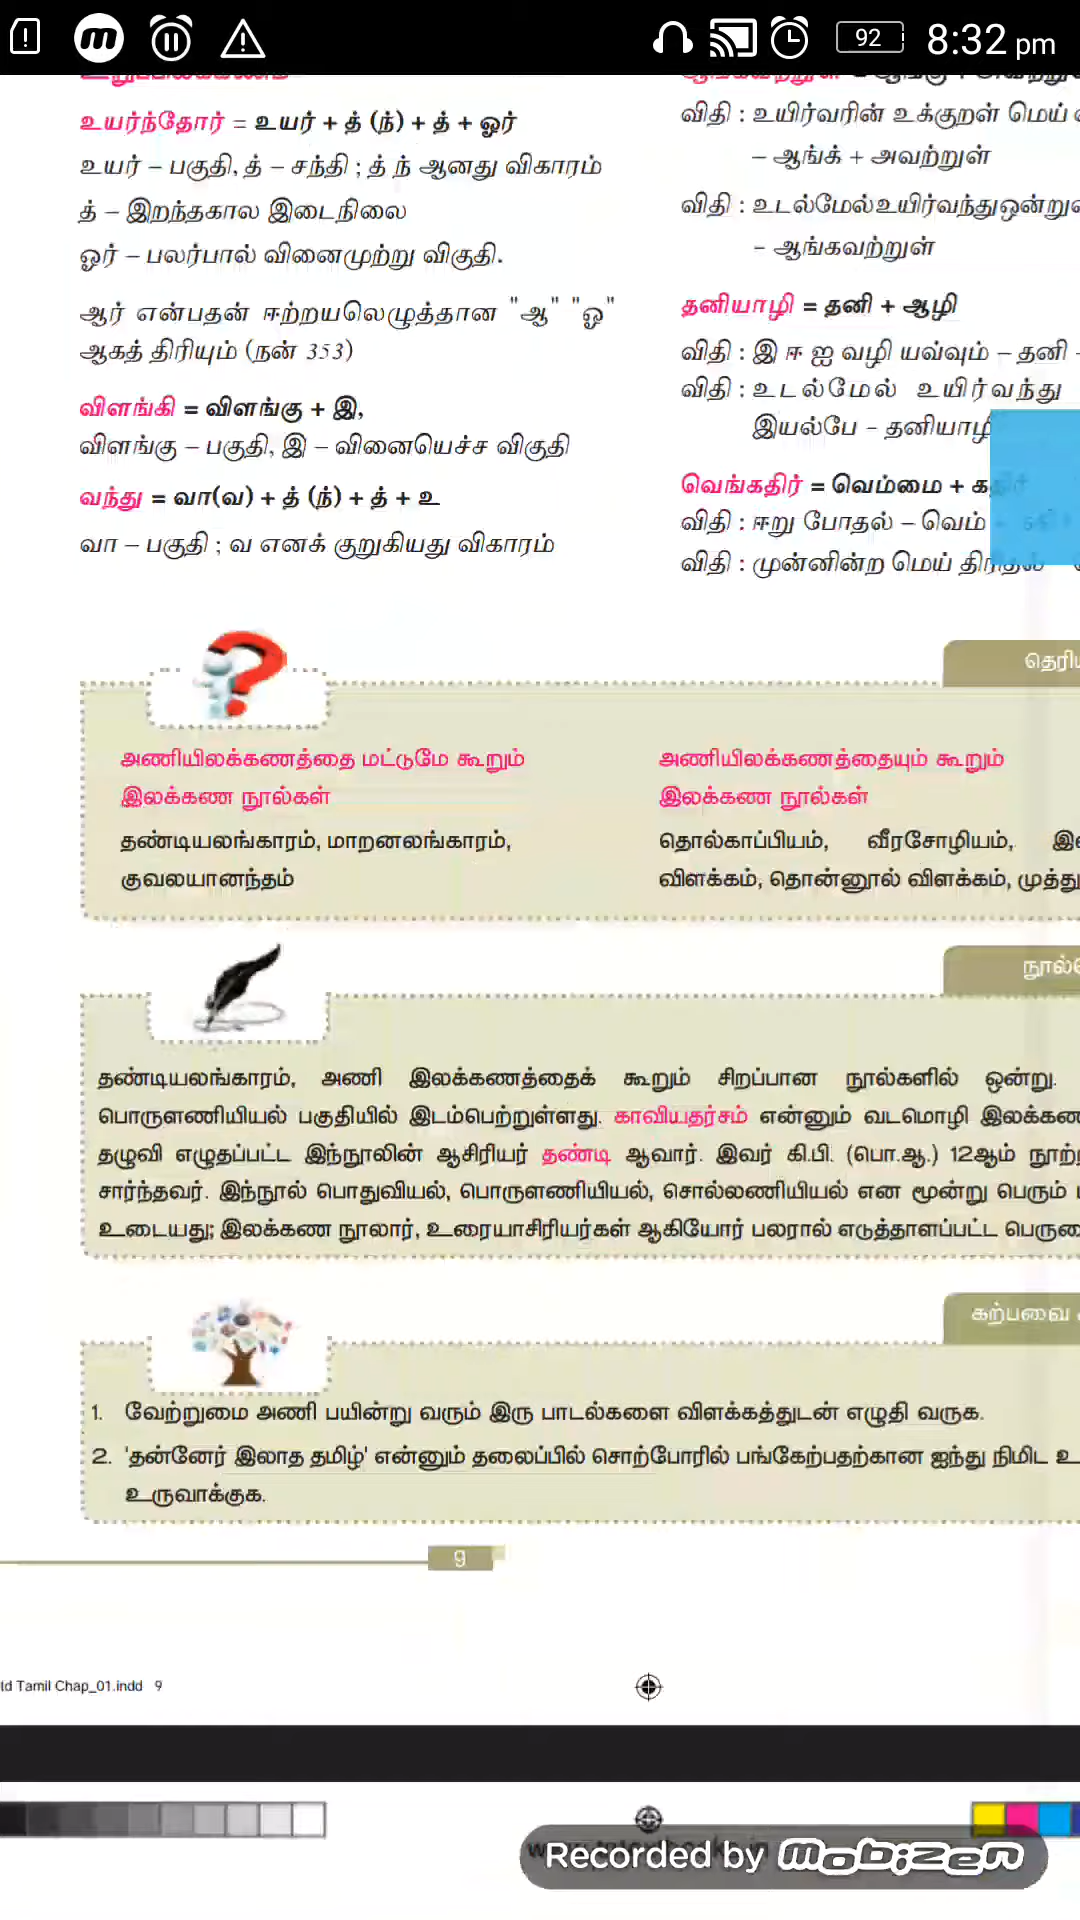 92 8:32 pm
உயர்ந்தோர் = உயர் + த் (ந்) + த் + ஓர்
உயர் – பகுதி, த் – சந்தி ; த் ந் ஆனது விகாரம்
த் – இறந்தகால இடைநிலை
ஓர் – பலர்பால் வினைமுற்று விகுதி.
ஆர் என்பதன் ஈற்றயலெழுத்தான "ஆ" "ஓ"
ஆகத் திரியும் (நன் 353)
விளங்கி = விளங்கு + இ,
விளங்கு – பகுதி, இ – வினையெச்ச விகுதி
வந்து = வா(வ) + த் (ந்) + த் + உ
வா – பகுதி ; வ எனக் குறுகியது விகாரம்
விதி : உயிர்வரின் உக்குறள் மெய்
– ஆங்க் + அவற்றுள்
விதி : உடல்மேல்உயிர்வந்துஒன்று
– ஆங்கவற்றுள்
தனியாழி = தனி + ஆழி
விதி : இ ஈ ஐ வழி யவ்வும் – தனி
விதி : உடல்மேல் உயிர்வந்து
இயல்பே – தனியாழி
வெங்கதிர் = வெம்மை + கதிர்
விதி : ஈறு போதல் – வெம்
விதி : முன்னின்ற மெய் திரிதல்
அணியிலக்கணத்தை மட்டுமே கூறும்
இலக்கண நூல்கள்
தண்டியலங்காரம், மாறனலங்காரம்,
குவலயானந்தம்
அணியிலக்கணத்தையும் கூறும்
இலக்கண நூல்கள்
தொல்காப்பியம், வீரசோழியம்,
விளக்கம், தொன்னூல் விளக்கம், முத்து
தண்டியலங்காரம், அணி இலக்கணத்தைக் கூறும் சிறப்பான நூல்களில் ஒன்று.
பொருளணியியல் பகுதியில் இடம்பெற்றுள்ளது. காவியதர்சம் என்னும் வடமொழி இலக்கண
தழுவி எழுதப்பட்ட இந்நூலின் ஆசிரியர் தண்டி ஆவார். இவர் கி.பி. (பொ.ஆ.) 12ஆம்
சார்ந்தவர். இந்நூல் பொதுவியல், பொருளணியியல், சொல்லணியியல் என மூன்று பெரும்
உடையது; இலக்கண நூலார், உரையாசிரியர்கள் ஆகியோர் பலரால் எடுத்தாளப்பட்ட
கற்பவை
1. வேற்றுமை அணி பயின்று வரும் இரு பாடல்களை விளக்கத்துடன் எழுதி வருக.
2. 'தன்னேர் இலாத தமிழ்' என்னும் தலைப்பில் சொற்போரில் பங்கேற்பதற்கான ஐந்து நிமிட
உருவாக்குக.
9
ld Tamil Chap_01.indd 9
Recorded by mobizen